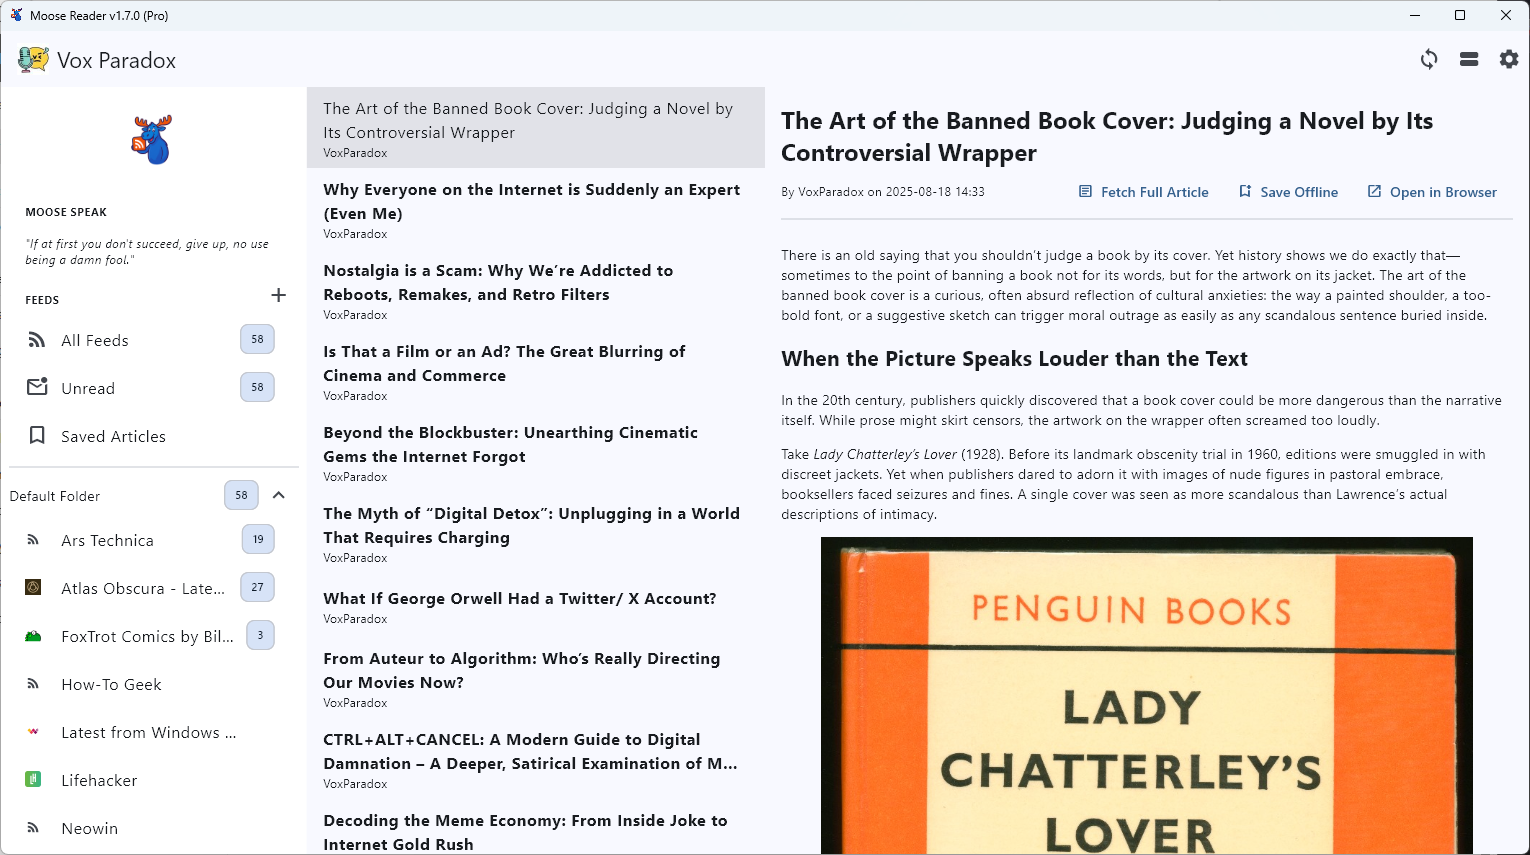 Moose Reader v1.7.0 (Pro)
Vox Paradox
MOOSE SPEAK
"If at first you don't succeed, give up, no use
being a damn fool."
FEEDS
All Feeds 58
Unread 58
Saved Articles
Default Folder 58
Ars Technica 19
Atlas Obscura - Late... 27
FoxTrot Comics by Bil... 3
How-To Geek
Latest from Windows ...
Lifehacker
Neowin
The Art of the Banned Book Cover: Judging a Novel by
Its Controversial Wrapper
VoxParadox
Why Everyone on the Internet is Suddenly an Expert
(Even Me)
VoxParadox
Nostalgia is a Scam: Why We’re Addicted to
Reboots, Remakes, and Retro Filters
VoxParadox
Is That a Film or an Ad? The Great Blurring of
Cinema and Commerce
VoxParadox
Beyond the Blockbuster: Unearthing Cinematic
Gems the Internet Forgot
VoxParadox
The Myth of “Digital Detox”: Unplugging in a World
That Requires Charging
VoxParadox
What If George Orwell Had a Twitter/ X Account?
VoxParadox
From Auteur to Algorithm: Who’s Really Directing
Our Movies Now?
VoxParadox
CTRL+ALT+CANCEL: A Modern Guide to Digital
Damnation – A Deeper, Satirical Examination of M...
VoxParadox
Decoding the Meme Economy: From Inside Joke to
Internet Gold Rush
The Art of the Banned Book Cover: Judging a Novel by Its
Controversial Wrapper
By VoxParadox on 2025-08-18 14:33
Fetch Full Article
Save Offline
Open in Browser
There is an old saying that you shouldn’t judge a book by its cover. Yet history shows we do exactly that—
sometimes to the point of banning a book not for its words, but for the artwork on its jacket. The art of the
banned book cover is a curious, often absurd reflection of cultural anxieties: the way a painted shoulder, a too-
bold font, or a suggestive sketch can trigger moral outrage as easily as any scandalous sentence buried inside.
When the Picture Speaks Louder than the Text
In the 20th century, publishers quickly discovered that a book cover could be more dangerous than the narrative
itself. While prose might skirt censors, the artwork on the wrapper often screamed too loudly.
Take Lady Chatterley’s Lover (1928). Before its landmark obscenity trial in 1960, editions were smuggled in with
discreet jackets. Yet when publishers dared to adorn it with images of nude figures in pastoral embrace,
booksellers faced seizures and fines. A single cover was seen as more scandalous than Lawrence’s actual
descriptions of intimacy.
PENGUIN BOOKS
LADY
CHATTERLEY’S
LOVER